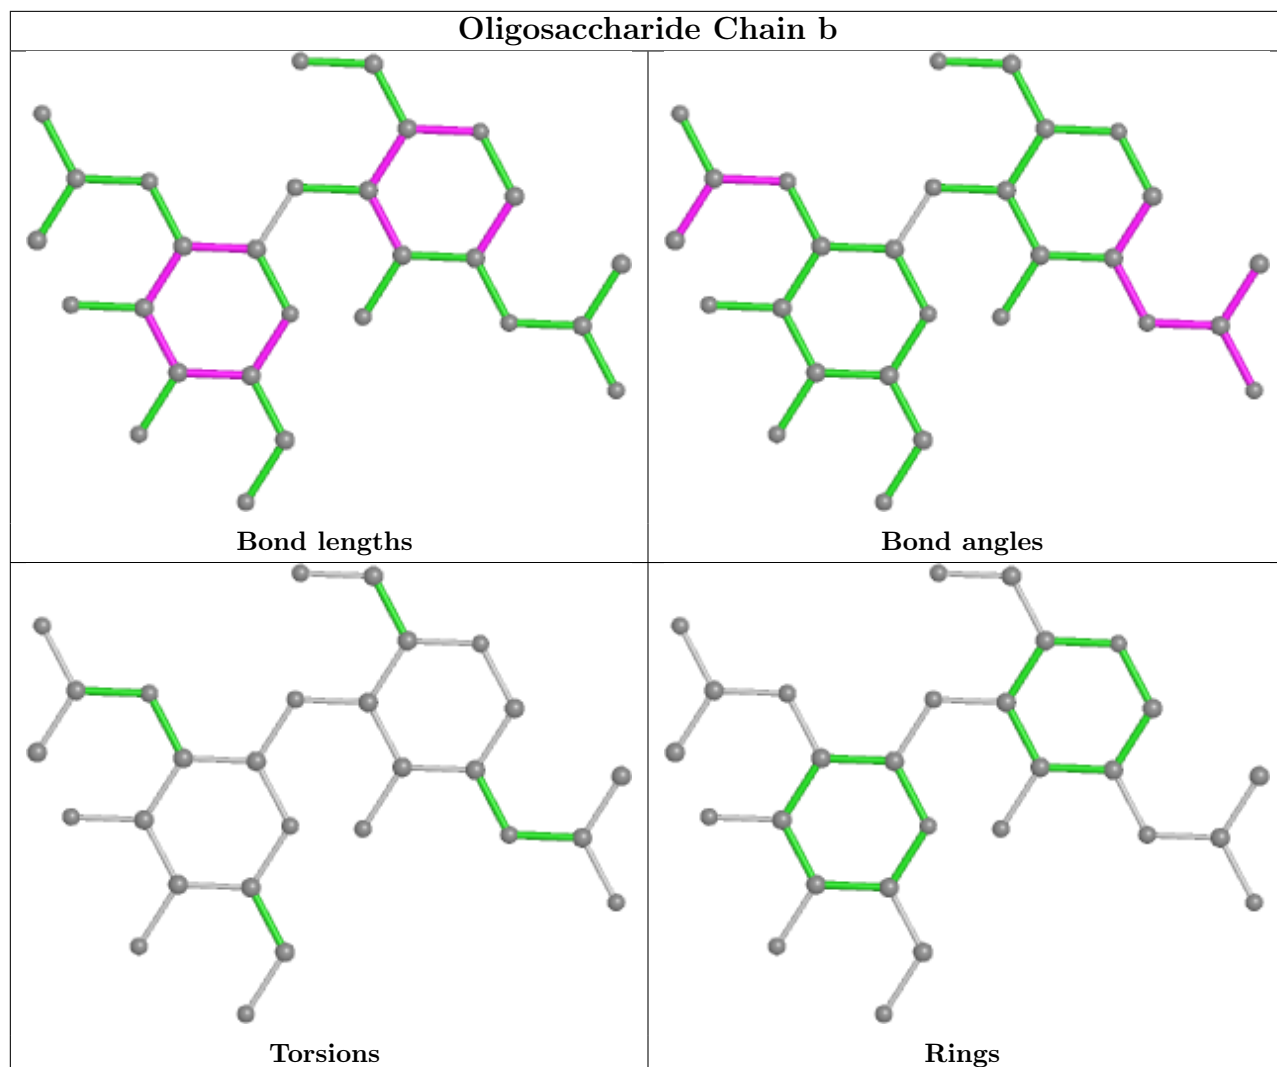 Oligosaccharide Chain b
Bond lengths
Bond angles
Torsions
Rings